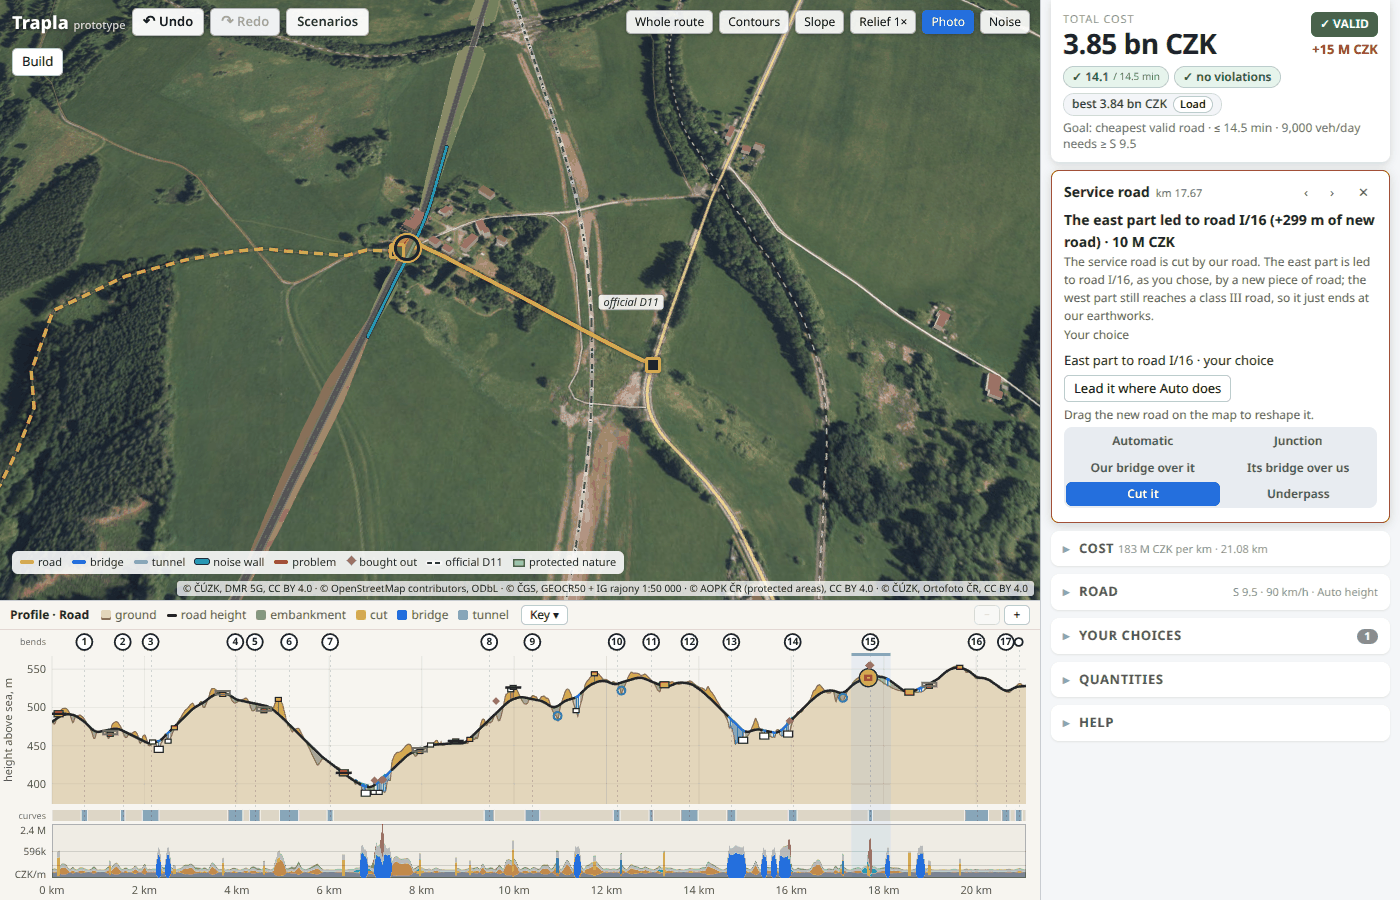 Trapla prototype
↶ Undo
↷ Redo
Scenarios
Whole route
Contours
Slope
Relief 1×
Photo
Noise
Build
official D11
road
bridge
tunnel
noise wall
problem
bought out
official D11
protected nature
© ČÚZK, DMR 5G, CC BY 4.0 · © OpenStreetMap contributors, ODbL · © ČGS, GEOCR50 + IG rajony 1:50 000 · © AOPK ČR (protected areas), CC BY 4.0 · © ČÚZK, Ortofoto ČR, CC BY 4.0
Profile · Road
ground
road height
embankment
cut
bridge
tunnel
Key ▾
−
+
bends
1 2 3 4 5 6 7 8 9 10 11 12 13 14 15 16 17
height above sea, m
550
500
450
400
curves
2.4 M
596k
CZK/m
0 km 2 km 4 km 6 km 8 km 10 km 12 km 14 km 16 km 18 km 20 km
TOTAL COST
3.85 bn CZK
✓ VALID
+15 M CZK
✓ 14.1 / 14.5 min
✓ no violations
best 3.84 bn CZK Load
Goal: cheapest valid road · ≤ 14.5 min · 9,000 veh/day
needs ≥ S 9.5
Service road km 17.67
‹ › ✕
The east part led to road I/16 (+299 m of new
road) · 10 M CZK
The service road is cut by our road. The east part is led
to road I/16, as you chose, by a new piece of road; the
west part still reaches a class III road, so it just ends at
our earthworks.
Your choice
East part to road I/16 · your choice
Lead it where Auto does
Drag the new road on the map to reshape it.
Automatic
Junction
Our bridge over it
Its bridge over us
Cut it
Underpass
▸ COST 183 M CZK per km · 21.08 km
▸ ROAD S 9.5 · 90 km/h · Auto height
▸ YOUR CHOICES 1
▸ QUANTITIES
▸ HELP